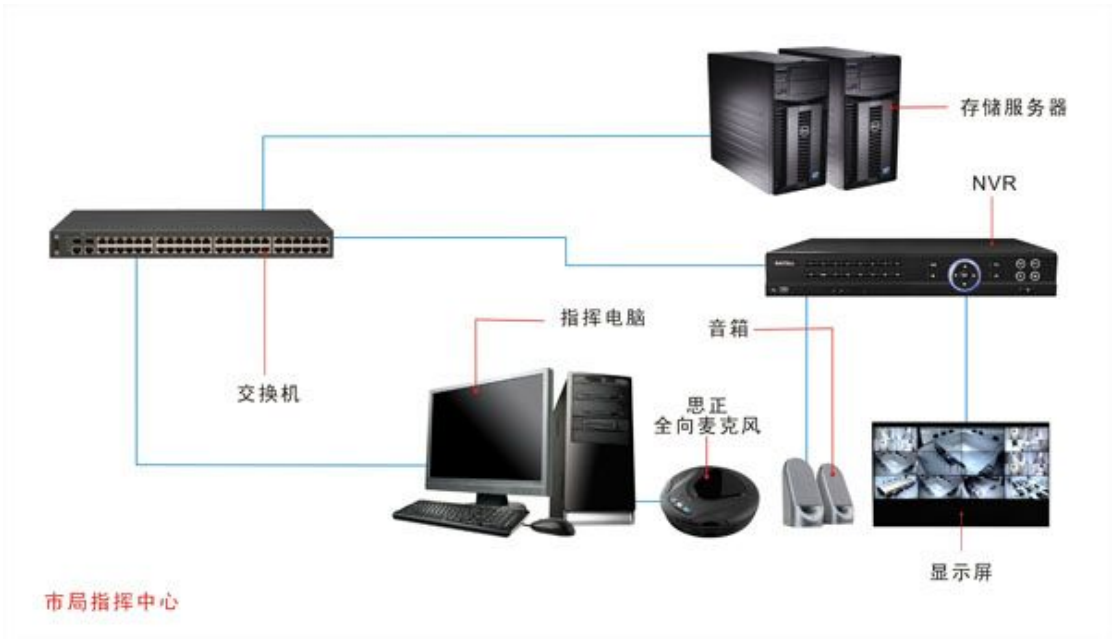 存储服务器
NVR
指挥电脑
音箱
交换机
思正
全向麦克风
显示屏
市局指挥中心